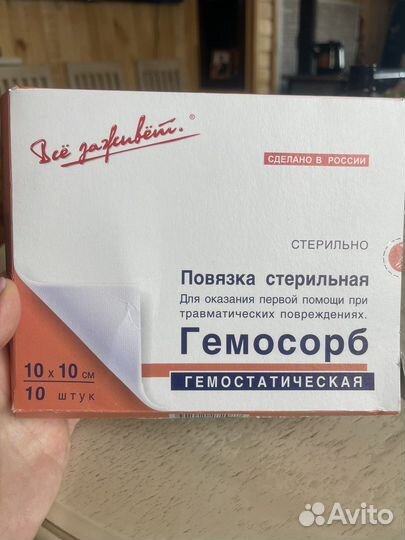 Всё заживёт.®
СДЕЛАНО В РОССИИ
СТЕРИЛЬНО
Повязка стерильная
Для оказания первой помощи при
травматических повреждениях.
Гемосорб
ГЕМОСТАТИЧЕСКАЯ
10 x 10 см
10 штук
Avito